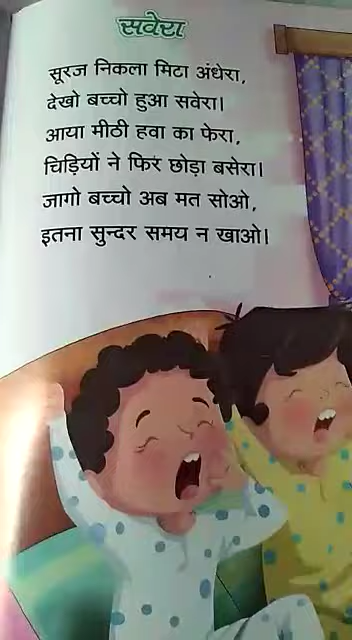 सवेरा
सूरज निकला मिटा अंधेरा,
देखो बच्चो हुआ सवेरा।
आया मीठी हवा का फेरा,
चिड़ियों ने फिर छोड़ा बसेरा।
जागो बच्चो अब मत सोओ,
इतना सुन्दर समय न खाओ।